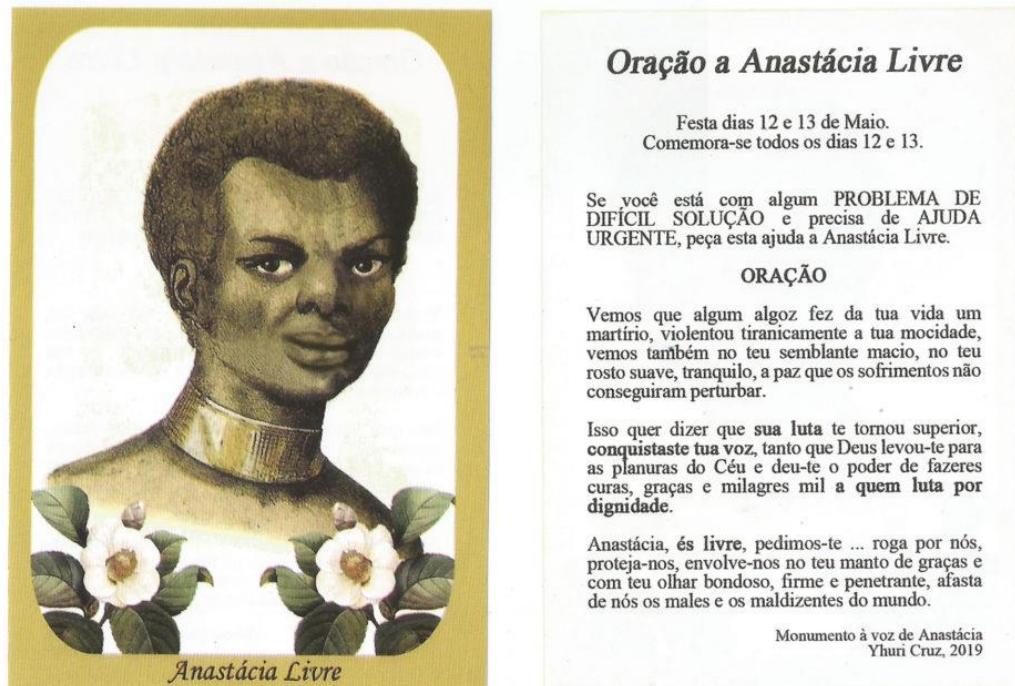 Anastácia Livre
Oração a Anastácia Livre
Festa dias 12 e 13 de Maio.
Comemora-se todos os dias 12 e 13.
Se você está com algum PROBLEMA DE
DIFÍCIL SOLUÇÃO e precisa de AJUDA
URGENTE, peça esta ajuda a Anastácia Livre.
ORAÇÃO
Vemos que algum algoz fez da tua vida um
martírio, violentou tiranicamente a tua mocidade,
vemos também no teu semblante macio, no teu
rosto suave, tranquilo, a paz que os sofrimentos não
conseguiram perturbar.
Isso quer dizer que sua luta te tornou superior,
conquistaste tua voz, tanto que Deus levou-te para
as planuras do Céu e deu-te o poder de fazeres
curas, graças e milagres mil a quem luta por
dignidade.
Anastácia, és livre, pedimos-te ... roga por nós,
proteja-nos, envolve-nos no teu manto de graças e
com teu olhar bondoso, firme e penetrante, afasta
de nós os males e os maldizentes do mundo.
Monumento à voz de Anastácia
Yhuri Cruz, 2019